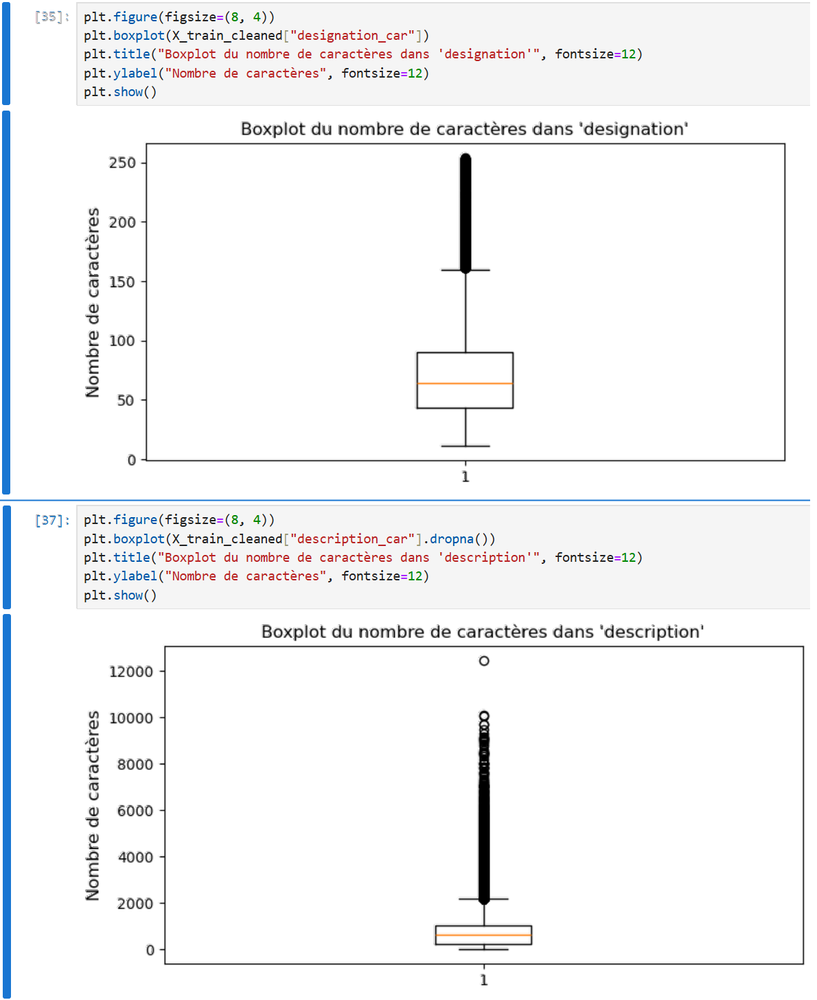 [35]:
plt.figure(figsize=(8, 4))
plt.boxplot(X_train_cleaned["designation_car"])
plt.title("Boxplot du nombre de caractères dans 'designation'", fontsize=12)
plt.ylabel("Nombre de caractères", fontsize=12)
plt.show()
Boxplot du nombre de caractères dans 'designation'
Nombre de caractères
250
200
150
100
50
0
1
[37]:
plt.figure(figsize=(8, 4))
plt.boxplot(X_train_cleaned["description_car"].dropna())
plt.title("Boxplot du nombre de caractères dans 'description'", fontsize=12)
plt.ylabel("Nombre de caractères", fontsize=12)
plt.show()
Boxplot du nombre de caractères dans 'description'
Nombre de caractères
12000
10000
8000
6000
4000
2000
0
1